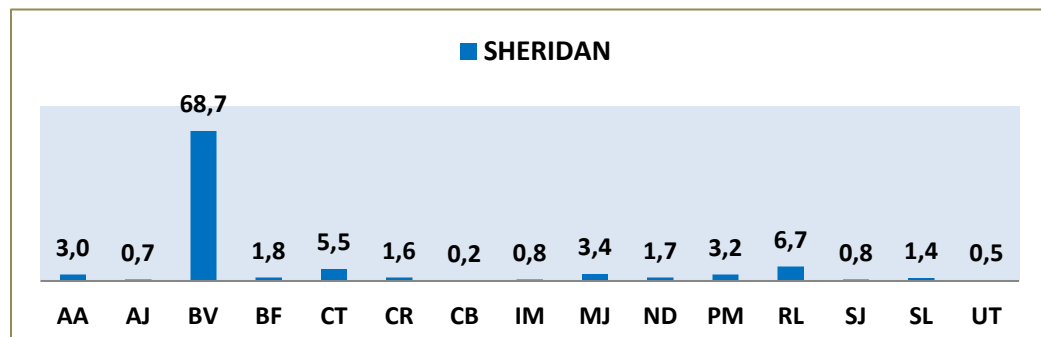 SHERIDAN
68,7
3,0 0,7 1,8 5,5 1,6 0,2 0,8 3,4 1,7 3,2 6,7 0,8 1,4 0,5
AA AJ BV BF CT CR CB IM MJ ND PM RL SJ SL UT